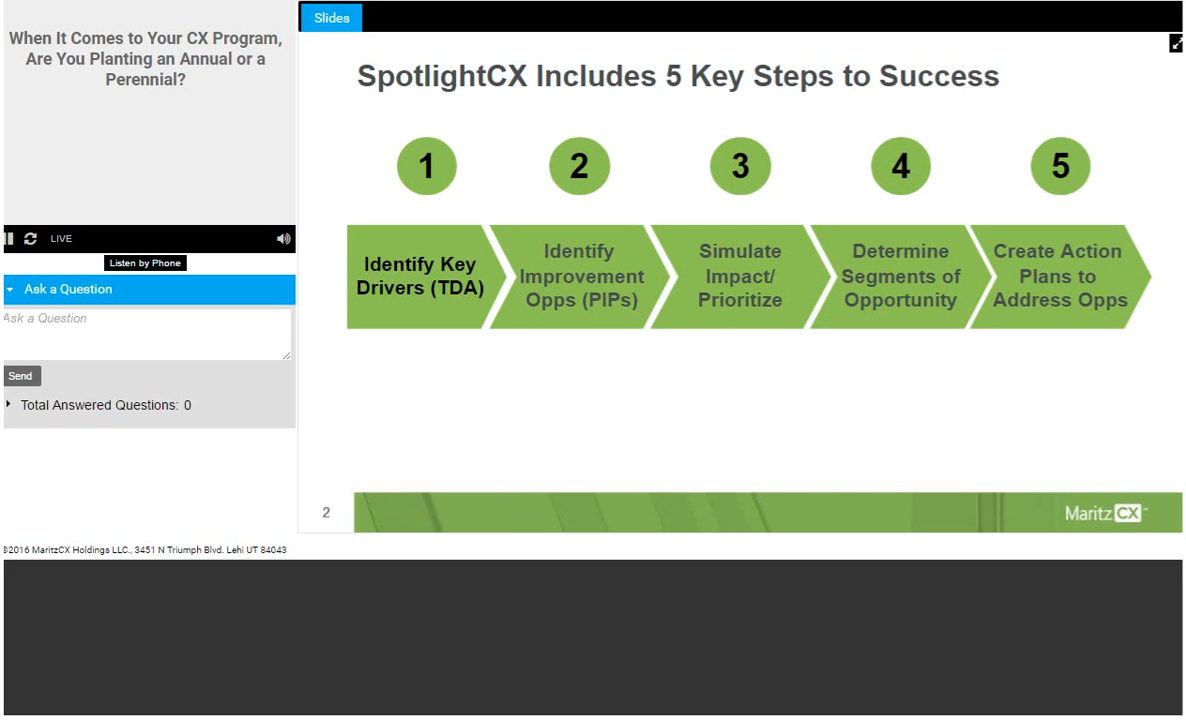 When It Comes to Your CX Program,
Are You Planting an Annual or a
Perennial?
LIVE
Listen by Phone
Ask a Question
Ask a Question
Send
Total Answered Questions: 0
Slides
SpotlightCX Includes 5 Key Steps to Success
1
2
3
4
5
Identify Key
Drivers (TDA)
Identify
Improvement
Opps (PIPs)
Simulate
Impact/
Prioritize
Determine
Segments of
Opportunity
Create Action
Plans to
Address Opps
2
MaritzCX
©2016 MaritzCX Holdings LLC., 3451 N Triumph Blvd. Lehi UT 84043